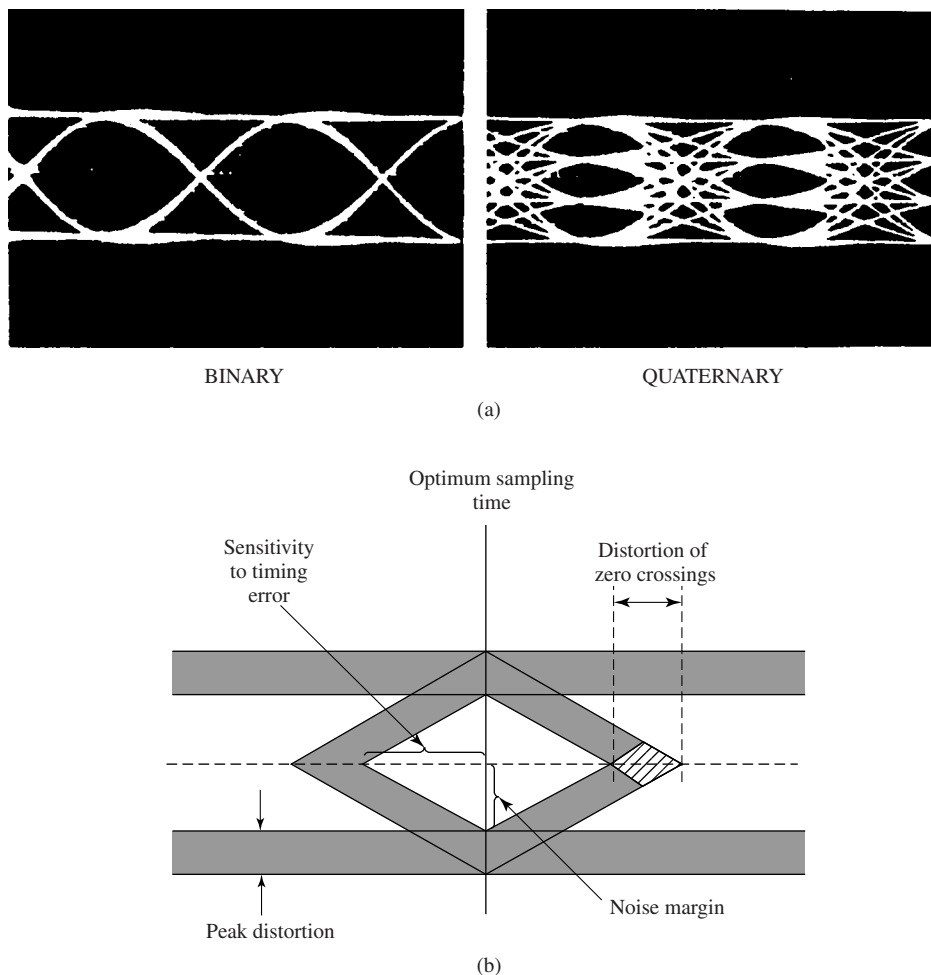 BINARY
QUATERNARY
(a)
Optimum sampling
time
Sensitivity
to timing
error
Distortion of
zero crossings
Noise margin
Peak distortion
(b)